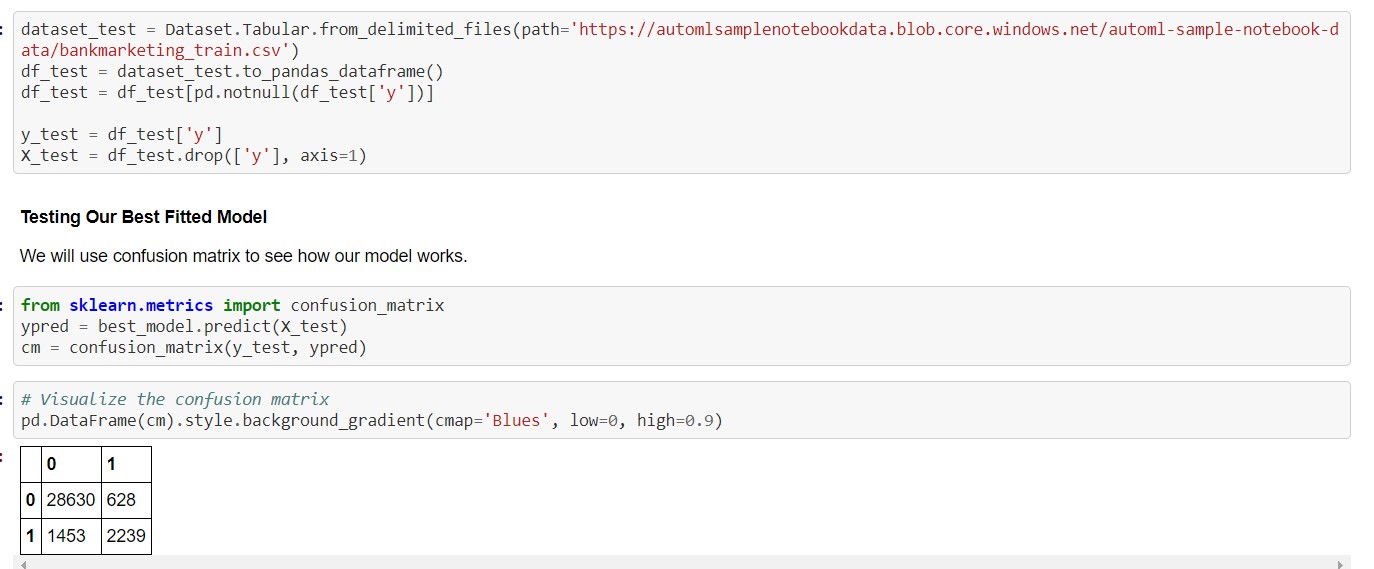 dataset_test = Dataset.Tabular.from_delimited_files(path='https://automlsamplenotebookdata.blob.core.windows.net/automl-sample-notebook-d
ata/bankmarketing_train.csv')
df_test = dataset_test.to_pandas_dataframe()
df_test = df_test[pd.notnull(df_test['y'])]
y_test = df_test['y']
X_test = df_test.drop(['y'], axis=1)
Testing Our Best Fitted Model
We will use confusion matrix to see how our model works.
from sklearn.metrics import confusion_matrix
ypred = best_model.predict(X_test)
cm = confusion_matrix(y_test, ypred)
# Visualize the confusion matrix
pd.DataFrame(cm).style.background_gradient(cmap='Blues', low=0, high=0.9)
0 1
0 28630 628
1 1453 2239